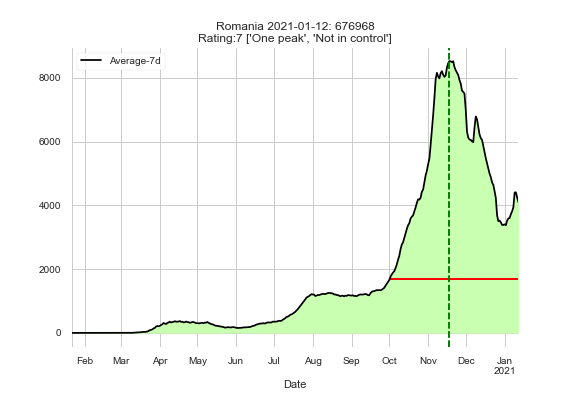 Romania 2021-01-12: 676968
Rating:7 ['One peak', 'Not in control']
Average-7d
8000
6000
4000
2000
0
Feb Mar Apr May Jun Jul Aug Sep Oct Nov Dec Jan
2021
Date